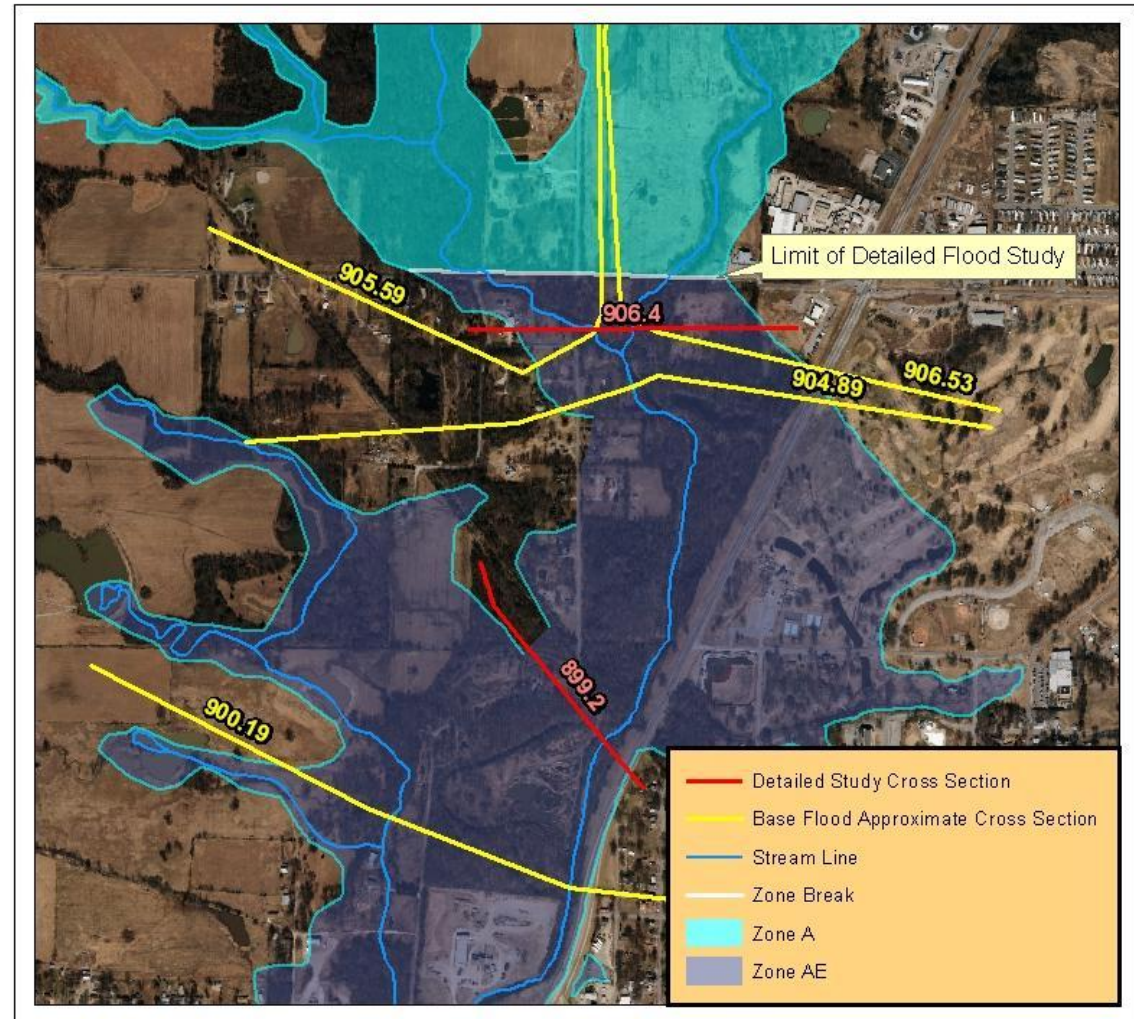 Limit of Detailed Flood Study
905.59
906.4
906.53
904.89
899.2
900.19
Detailed Study Cross Section
Base Flood Approximate Cross Section
Stream Line
Zone Break
Zone A
Zone AE